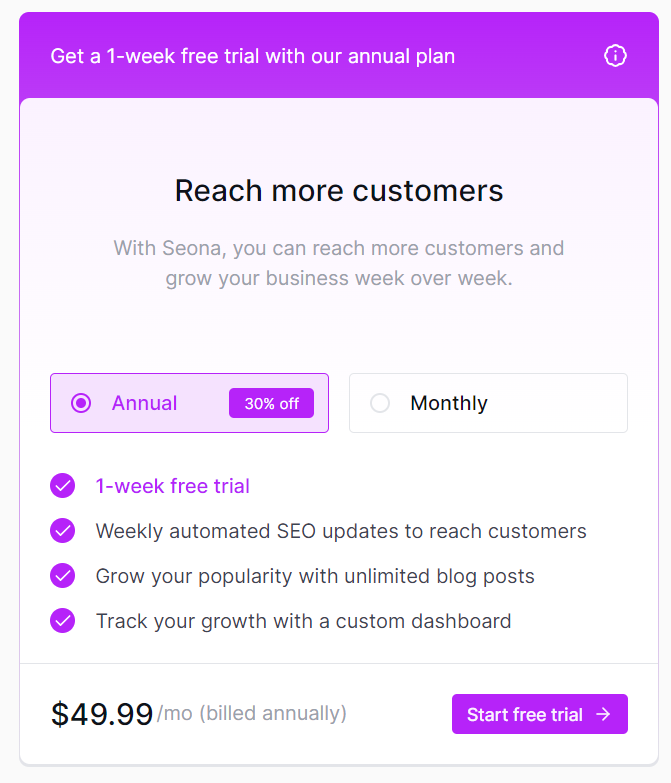 Get a 1-week free trial with our annual plan
Reach more customers
With Seona, you can reach more customers and
grow your business week over week.
Annual
30% off
Monthly
1-week free trial
Weekly automated SEO updates to reach customers
Grow your popularity with unlimited blog posts
Track your growth with a custom dashboard
$49.99/mo (billed annually)
Start free trial